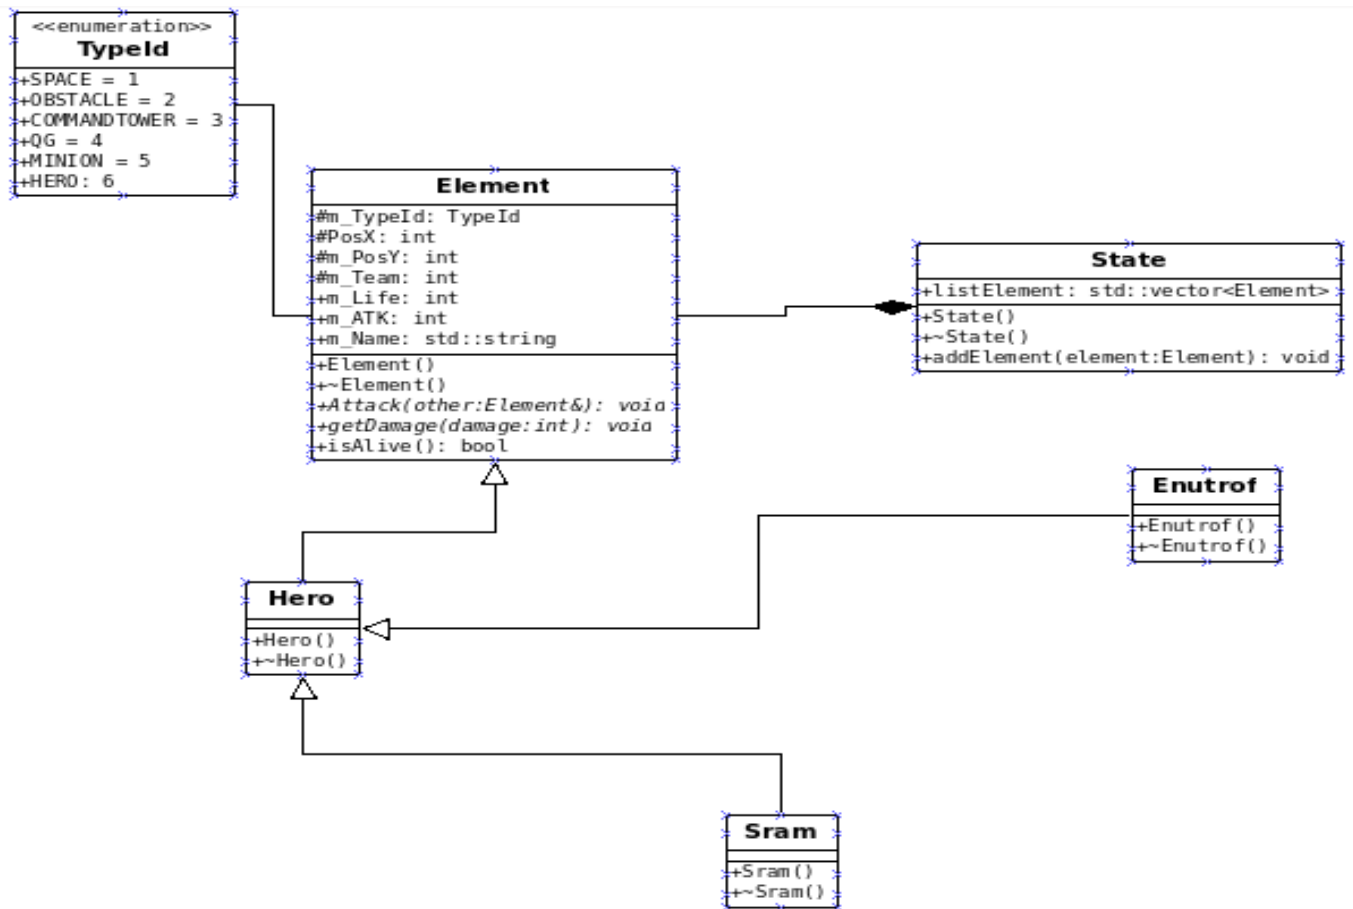 <<enumeration>>
TypeId
+SPACE = 1
+OBSTACLE = 2
+COMMANDTOWER = 3
+QG = 4
+MINION = 5
+HERO: 6
Element
#m_TypeId: TypeId
#PosX: int
#m_PosY: int
#m_Team: int
+m_Life: int
+m_ATK: int
+m_Name: std::string
+Element()
+~Element()
+Attack(other:Element&): void
+getDamage(damage:int): void
+isAlive(): bool
State
+listElement: std::vector<Element>
+State()
+~State()
+addElement(element:Element): void
Enutrof
+Enutrof()
+~Enutrof()
Hero
+Hero()
+~Hero()
Sram
+Sram()
+~Sram()